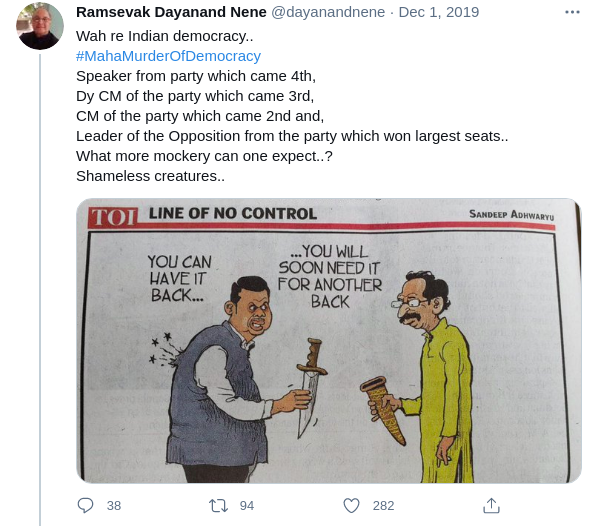 Ramsevak Dayanand Nene @dayanandnene · Dec 1, 2019
Wah re Indian democracy..
#MahaMurderOfDemocracy
Speaker from party which came 4th,
Dy CM of the party which came 3rd,
CM of the party which came 2nd and,
Leader of the Opposition from the party which won largest seats..
What more mockery can one expect..?
Shameless creatures..
TOI LINE OF NO CONTROL SANDEEP ADHWARYU
YOU CAN
HAVE IT
BACK...
...YOU WILL
SOON NEED IT
FOR ANOTHER
BACK
38 94 282